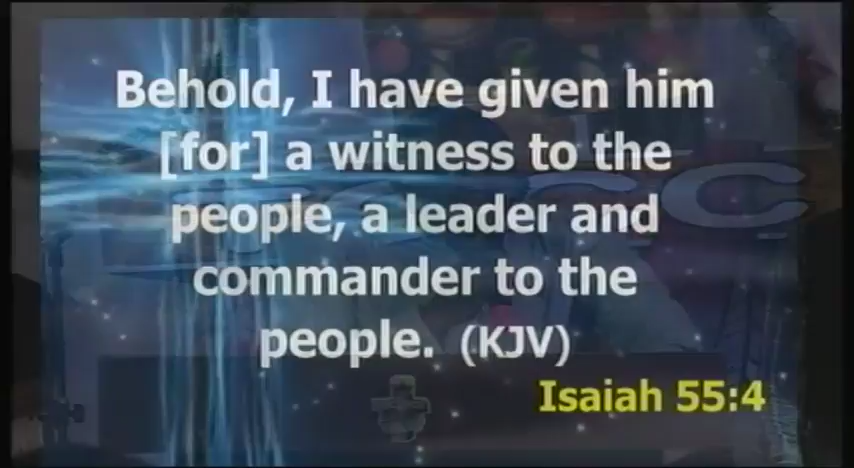 Behold, I have given him
[for] a witness to the
people, a leader and
commander to the
people. (KJV)
Isaiah 55:4